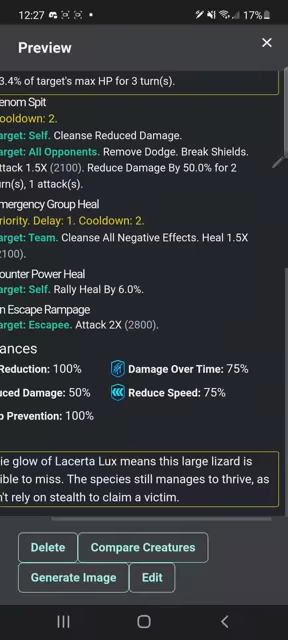 12:27
17%
Preview
3.4% of target's max HP for 3 turn(s).
enom Spit
ooldown: 2.
arget: Self. Cleanse Reduced Damage.
arget: All Opponents. Remove Dodge. Break Shields.
ttack 1.5X (2100). Reduce Damage By 50.0% for 2
urn(s), 1 attack(s).
mergency Group Heal
riority. Delay: 1. Cooldown: 2.
arget: Team. Cleanse All Negative Effects. Heal 1.5X
2100).
ounter Power Heal
arget: Self. Rally Heal By 6.0%.
n Escape Rampage
arget: Escapee. Attack 2X (2800).
ances
Reduction: 100% Damage Over Time: 75%
uced Damage: 50% Reduce Speed: 75%
p Prevention: 100%
ie glow of Lacerta Lux means this large lizard is
ible to miss. The species still manages to thrive, as
n't rely on stealth to claim a victim.
Delete Compare Creatures
Generate Image Edit